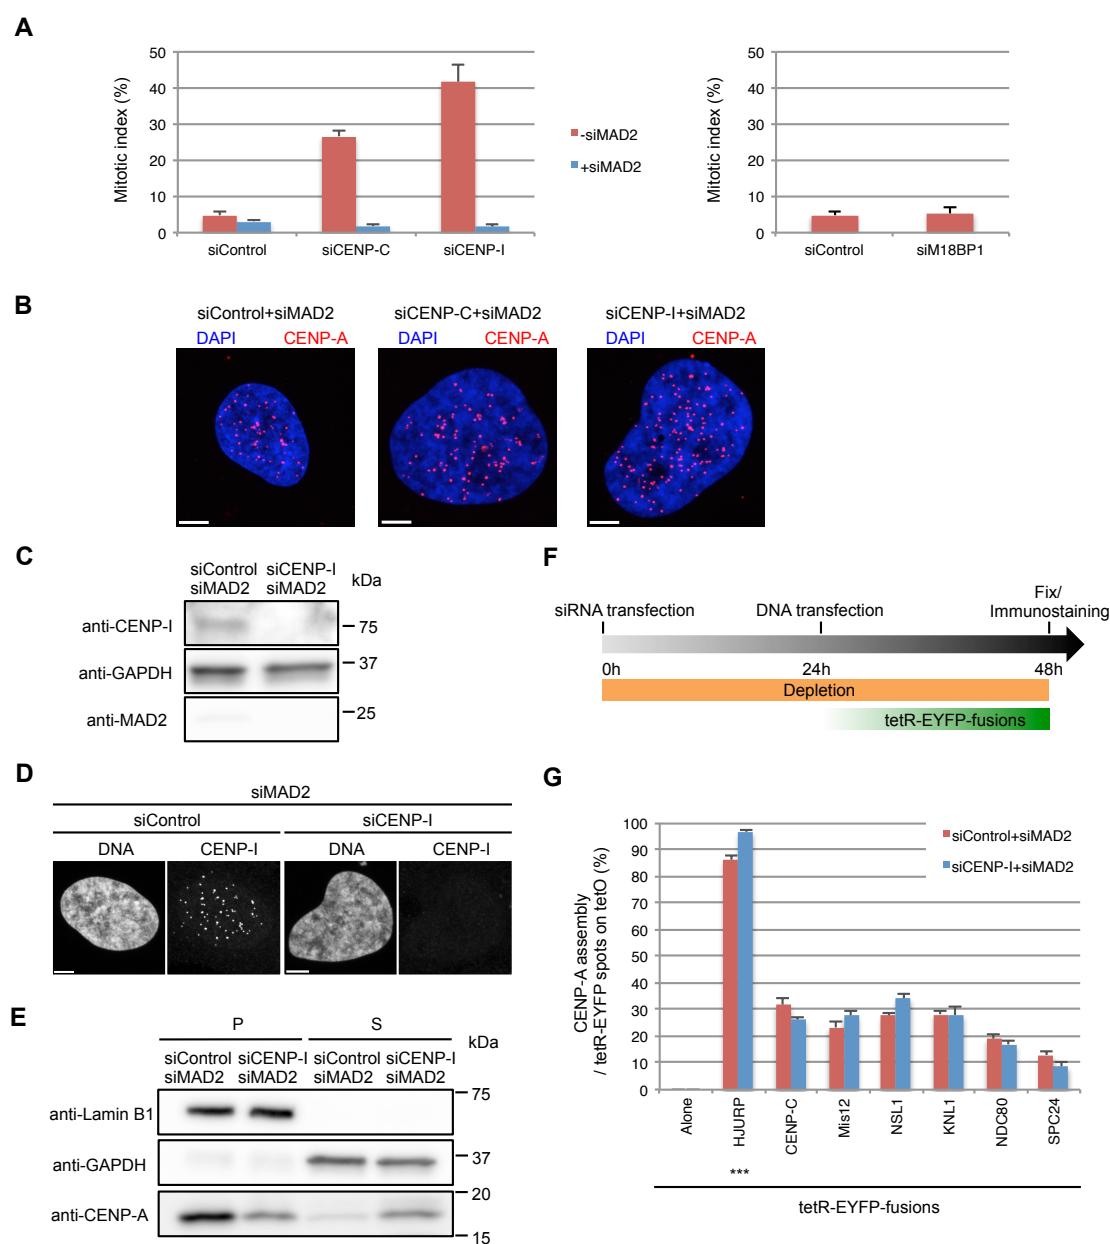 A
50
40
30
20
10
0
Mitotic index (%)
siControl
siCENP-C
siCENP-I
-siMAD2
+siMAD2
50
40
30
20
10
0
Mitotic index (%)
siControl
siM18BP1
B
siControl+siMAD2
DAPI CENP-A
siCENP-C+siMAD2
DAPI CENP-A
siCENP-I+siMAD2
DAPI CENP-A
C
siControl siCENP-I
siMAD2 siMAD2
kDa
anti-CENP-I
75
anti-GAPDH
37
anti-MAD2
25
D
siMAD2
siControl siCENP-I
DNA CENP-I DNA CENP-I
E
P S
kDa
siControl siCENP-I siControl siCENP-I
siMAD2 siMAD2 siMAD2 siMAD2
75
anti-Lamin B1
anti-GAPDH
37
20
anti-CENP-A
15
F
siRNA transfection
DNA transfection
Fix/
Immunostaining
0h 24h 48h
Depletion
tetR-EYFP-fusions
G
CENP-A assembly
/ tetR-EYFP spots on tetO (%)
100
90
80
70
60
50
40
30
20
10
0
siControl+siMAD2
siCENP-I+siMAD2
Alone
HJURP
CENP-C
Mis12
NSL1
KNL1
NDC80
SPC24
***
tetR-EYFP-fusions